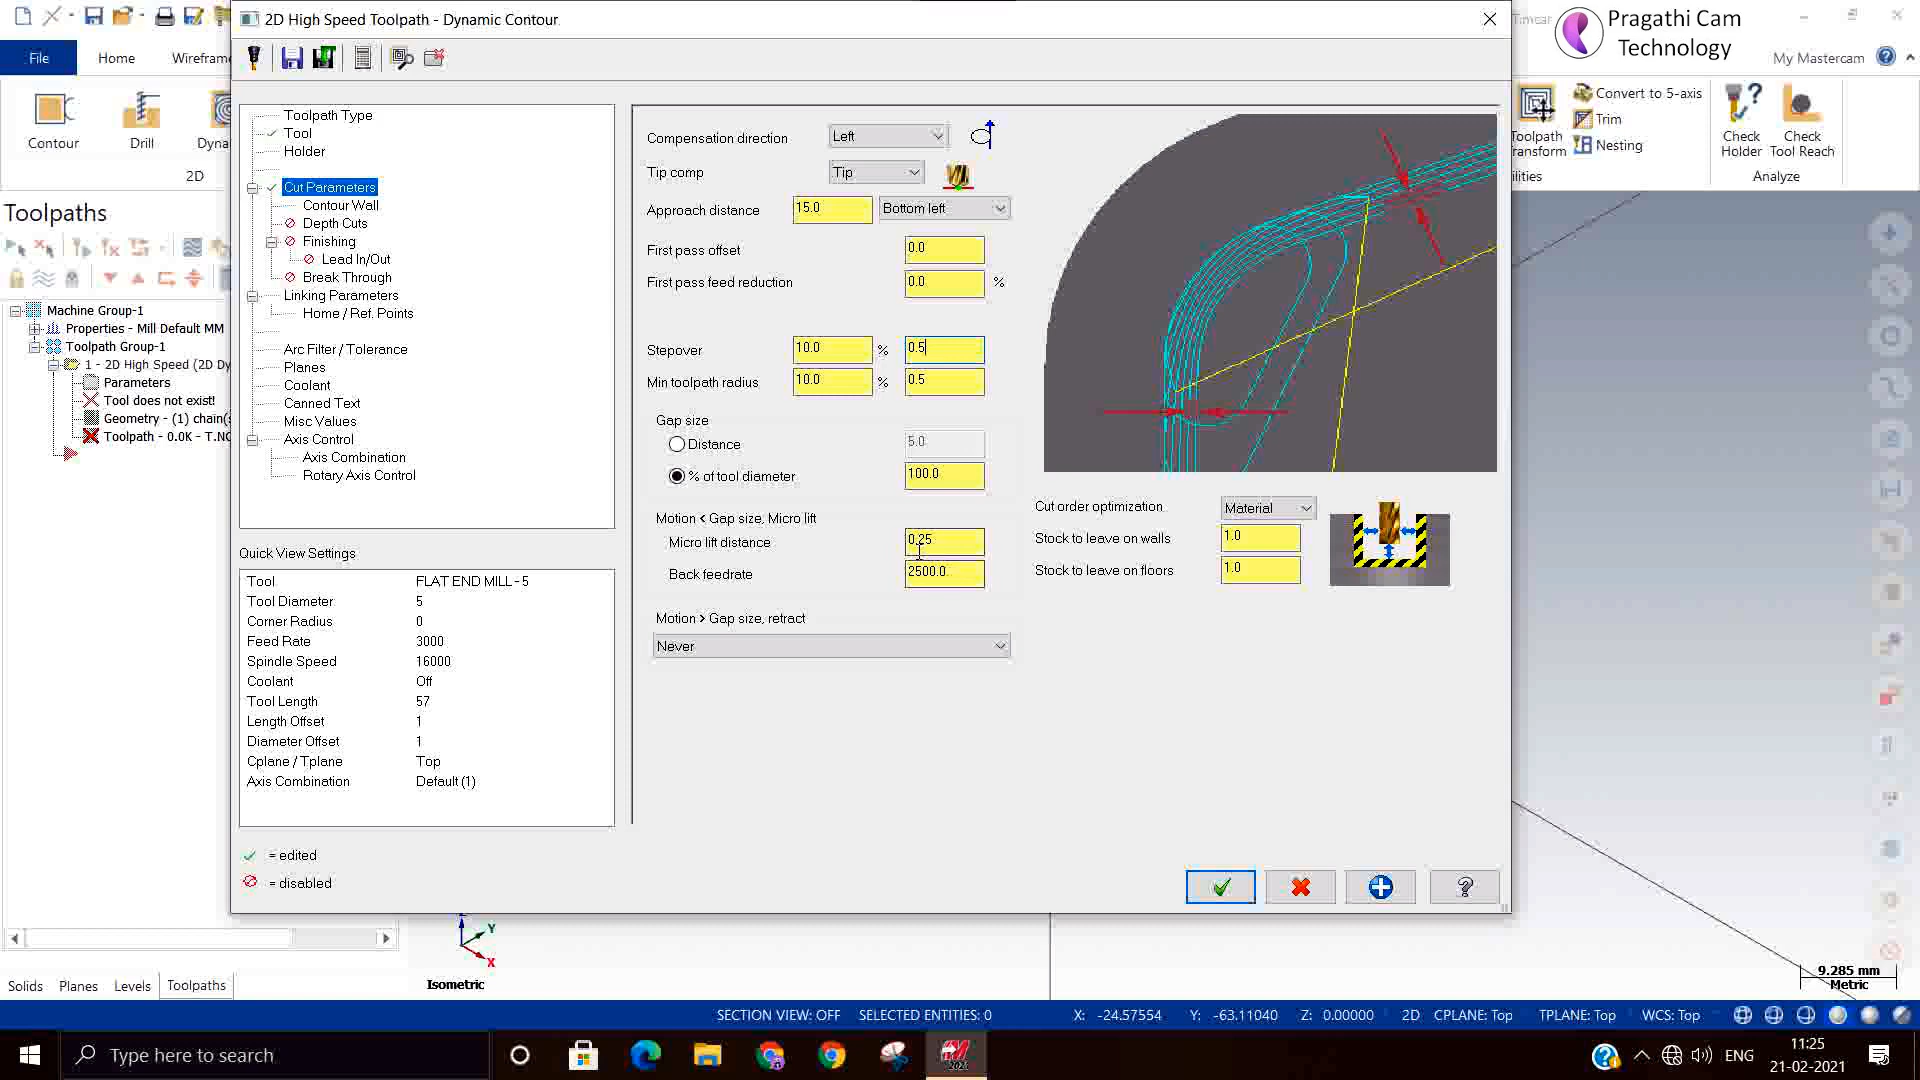 2D High Speed Toolpath - Dynamic Contour
Pragathi Cam
Technology
File
Home
Wireframe
My Mastercam
Contour
Drill
Dyna
2D
Toolpath
Transform
Convert to 5-axis
Trim
Nesting
ilities
Check
Holder
Check
Tool Reach
Analyze
Toolpaths
Machine Group-1
Properties - Mill Default MM
Toolpath Group-1
1 - 2D High Speed (2D Dy
Parameters
Tool does not exist!
Geometry - (1) chain(s
Toolpath - 0.0K - T.NC
Toolpath Type
Tool
Holder
Cut Parameters
Contour Wall
Depth Cuts
Finishing
Lead In/Out
Break Through
Linking Parameters
Home / Ref. Points
Arc Filter / Tolerance
Planes
Coolant
Canned Text
Misc Values
Axis Control
Axis Combination
Rotary Axis Control
Quick View Settings
Tool FLAT END MILL - 5
Tool Diameter 5
Corner Radius 0
Feed Rate 3000
Spindle Speed 16000
Coolant Off
Tool Length 57
Length Offset 1
Diameter Offset 1
Cplane / Tplane Top
Axis Combination Default (1)
= edited
= disabled
Compensation direction Left
Tip comp Tip
Approach distance 15.0 Bottom left
First pass offset 0.0
First pass feed reduction 0.0 %
Stepover 10.0 % 0.5
Min toolpath radius 10.0 % 0.5
Gap size
Distance 5.0
% of tool diameter 100.0
Motion < Gap size, Micro lift
Micro lift distance 0.25
Back feedrate 2500.0
Motion > Gap size, retract
Never
Cut order optimization Material
Stock to leave on walls 1.0
Stock to leave on floors 1.0
Y
X
Isometric
9.285 mm
Metric
Solids Planes Levels Toolpaths
SECTION VIEW: OFF SELECTED ENTITIES: 0 X: -24.57554 Y: -63.11040 Z: 0.00000 2D CPLANE: Top TPLANE: Top WCS: Top
Type here to search
2021
ENG
11:25
21-02-2021